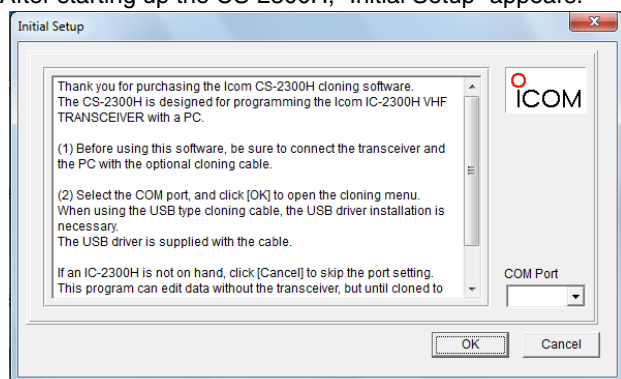 After starting up the CS-2300H, "Initial Setup" appears.
Initial Setup
Thank you for purchasing the Icom CS-2300H cloning software.
The CS-2300H is designed for programming the Icom IC-2300H VHF
TRANSCEIVER with a PC.
(1) Before using this software, be sure to connect the transceiver and
the PC with the optional cloning cable.
(2) Select the COM port, and click [OK] to open the cloning menu.
When using the USB type cloning cable, the USB driver installation is
necessary.
The USB driver is supplied with the cable.
If an IC-2300H is not on hand, click [Cancel] to skip the port setting.
This program can edit data without the transceiver, but until cloned to
ICOM
COM Port
OK
Cancel